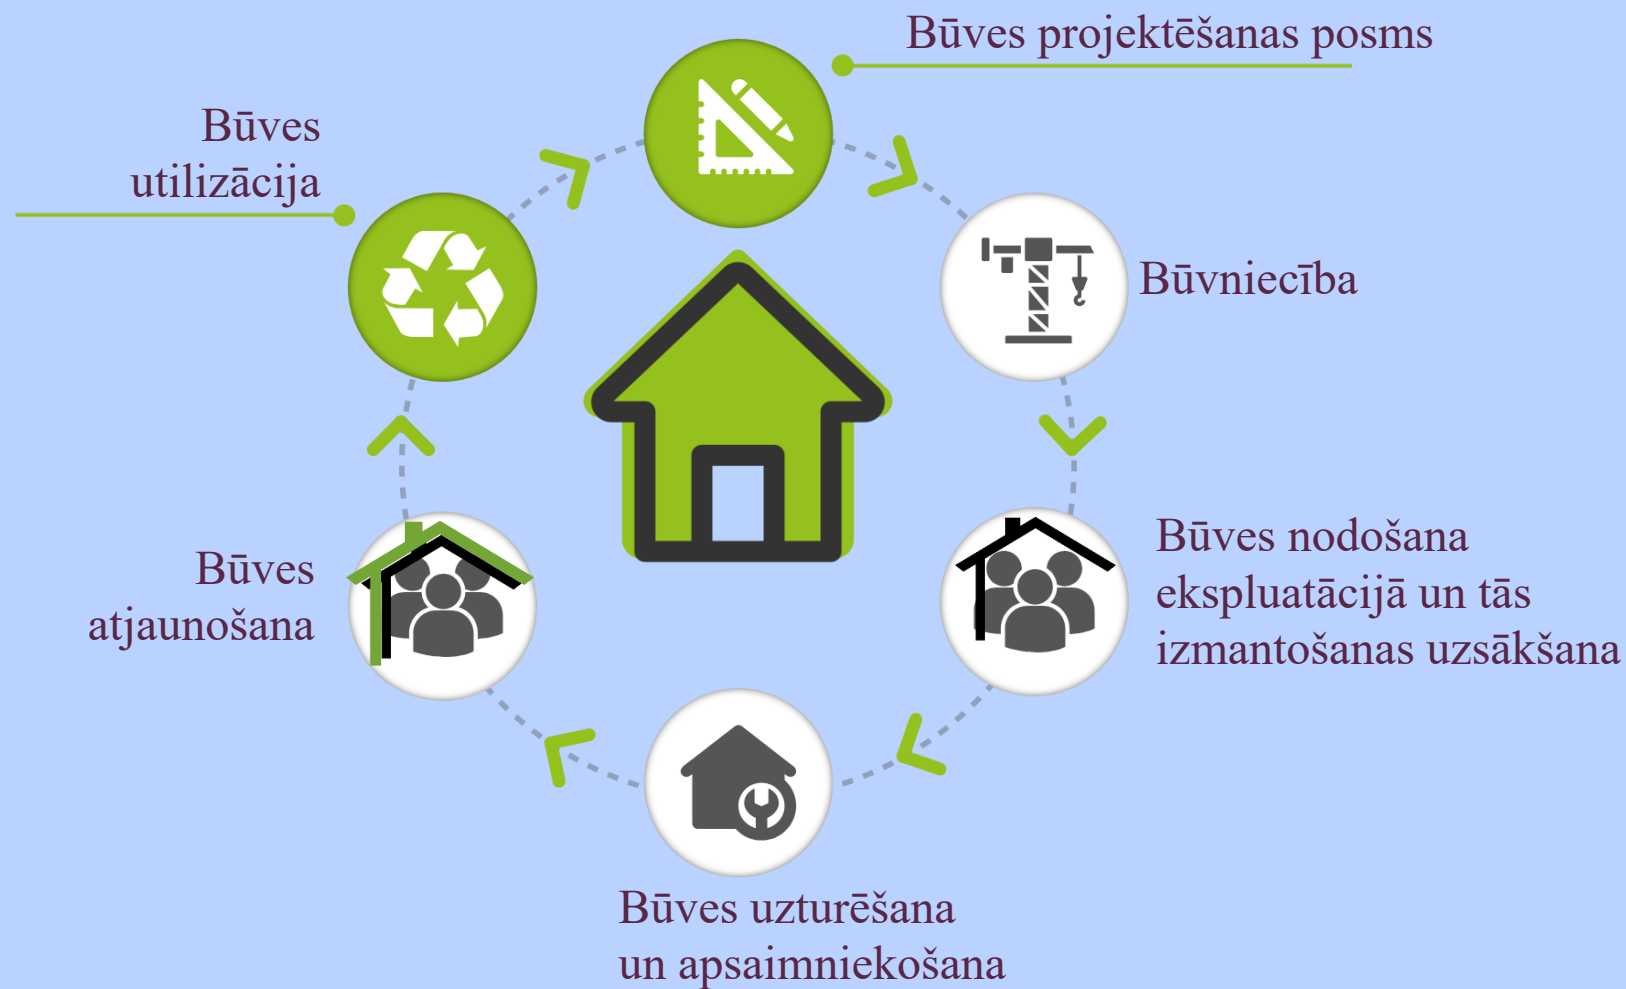 Būves projektēšanas posms
Būves
utilizācija
Būvniecība
Būves nodošana
ekspluatācijā un tās
izmantošanas uzsākšana
Būves
atjaunošana
Būves uzturēšana
un apsaimniekošana